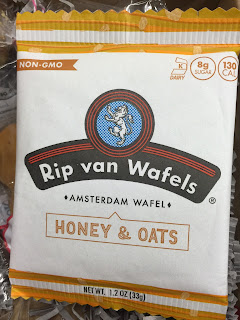 NON-GMO
K
DAIRY
8g
SUGAR
130
CAL
Rip van Wafels
®
♦AMSTERDAM WAFEL♦
HONEY & OATS
NET WT. 1.2 OZ (33g)